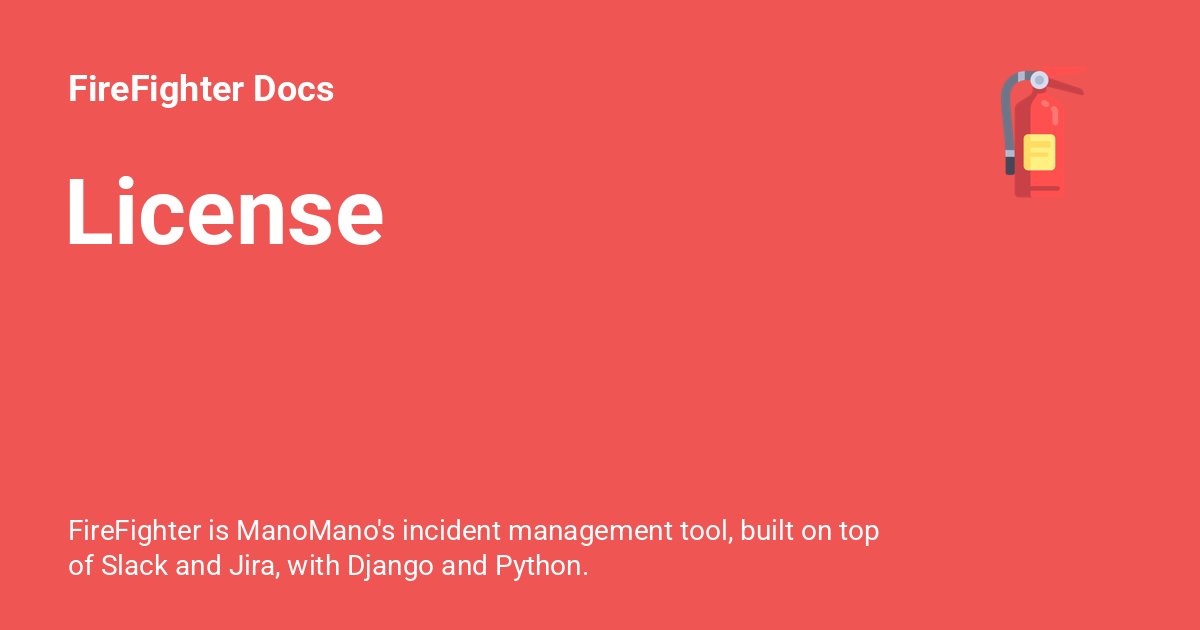 FireFighter Docs
License
FireFighter is ManoMano's incident management tool, built on top
of Slack and Jira, with Django and Python.